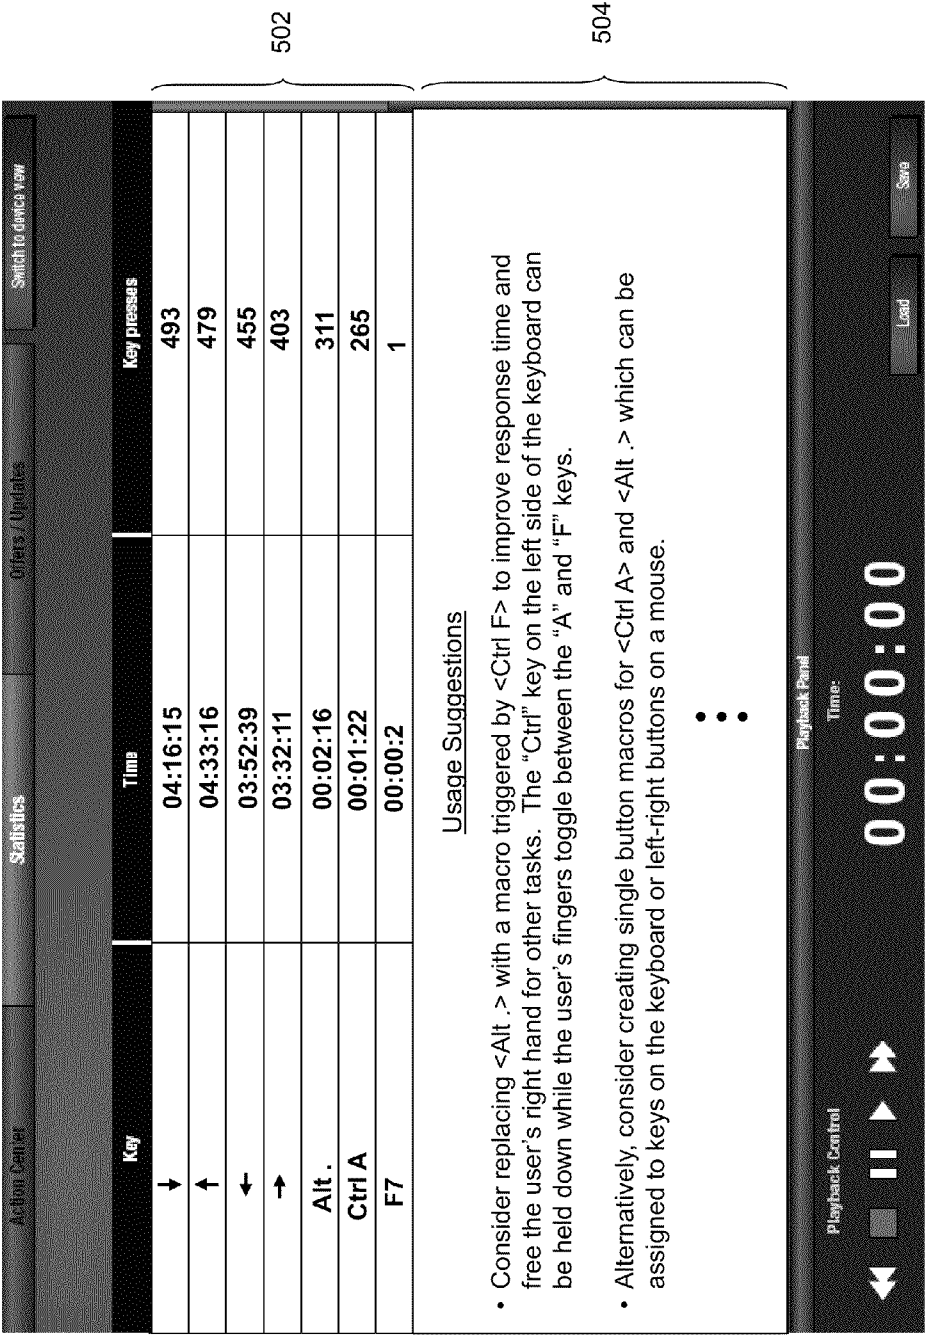 Action Center Statistics Offers / Updates Switch to device view
Key Time Key presses
↓ 04:16:15 493
↑ 04:33:16 479
↑ 03:52:39 455
↓ 03:32:11 403
Alt . 00:02:16 311
Ctrl A 00:01:22 265
F7 00:00:2 1
502
Usage Suggestions
• Consider replacing <Alt .> with a macro triggered by <Ctrl F> to improve response time and
free the user’s right hand for other tasks. The “Ctrl” key on the left side of the keyboard can
be held down while the user’s fingers toggle between the “A” and “F” keys.
• Alternatively, consider creating single button macros for <Ctrl A> and <Alt .> which can be
assigned to keys on the keyboard or left-right buttons on a mouse.
504
Playback Panel
Playback Control Time:
00:00:00 Load Save